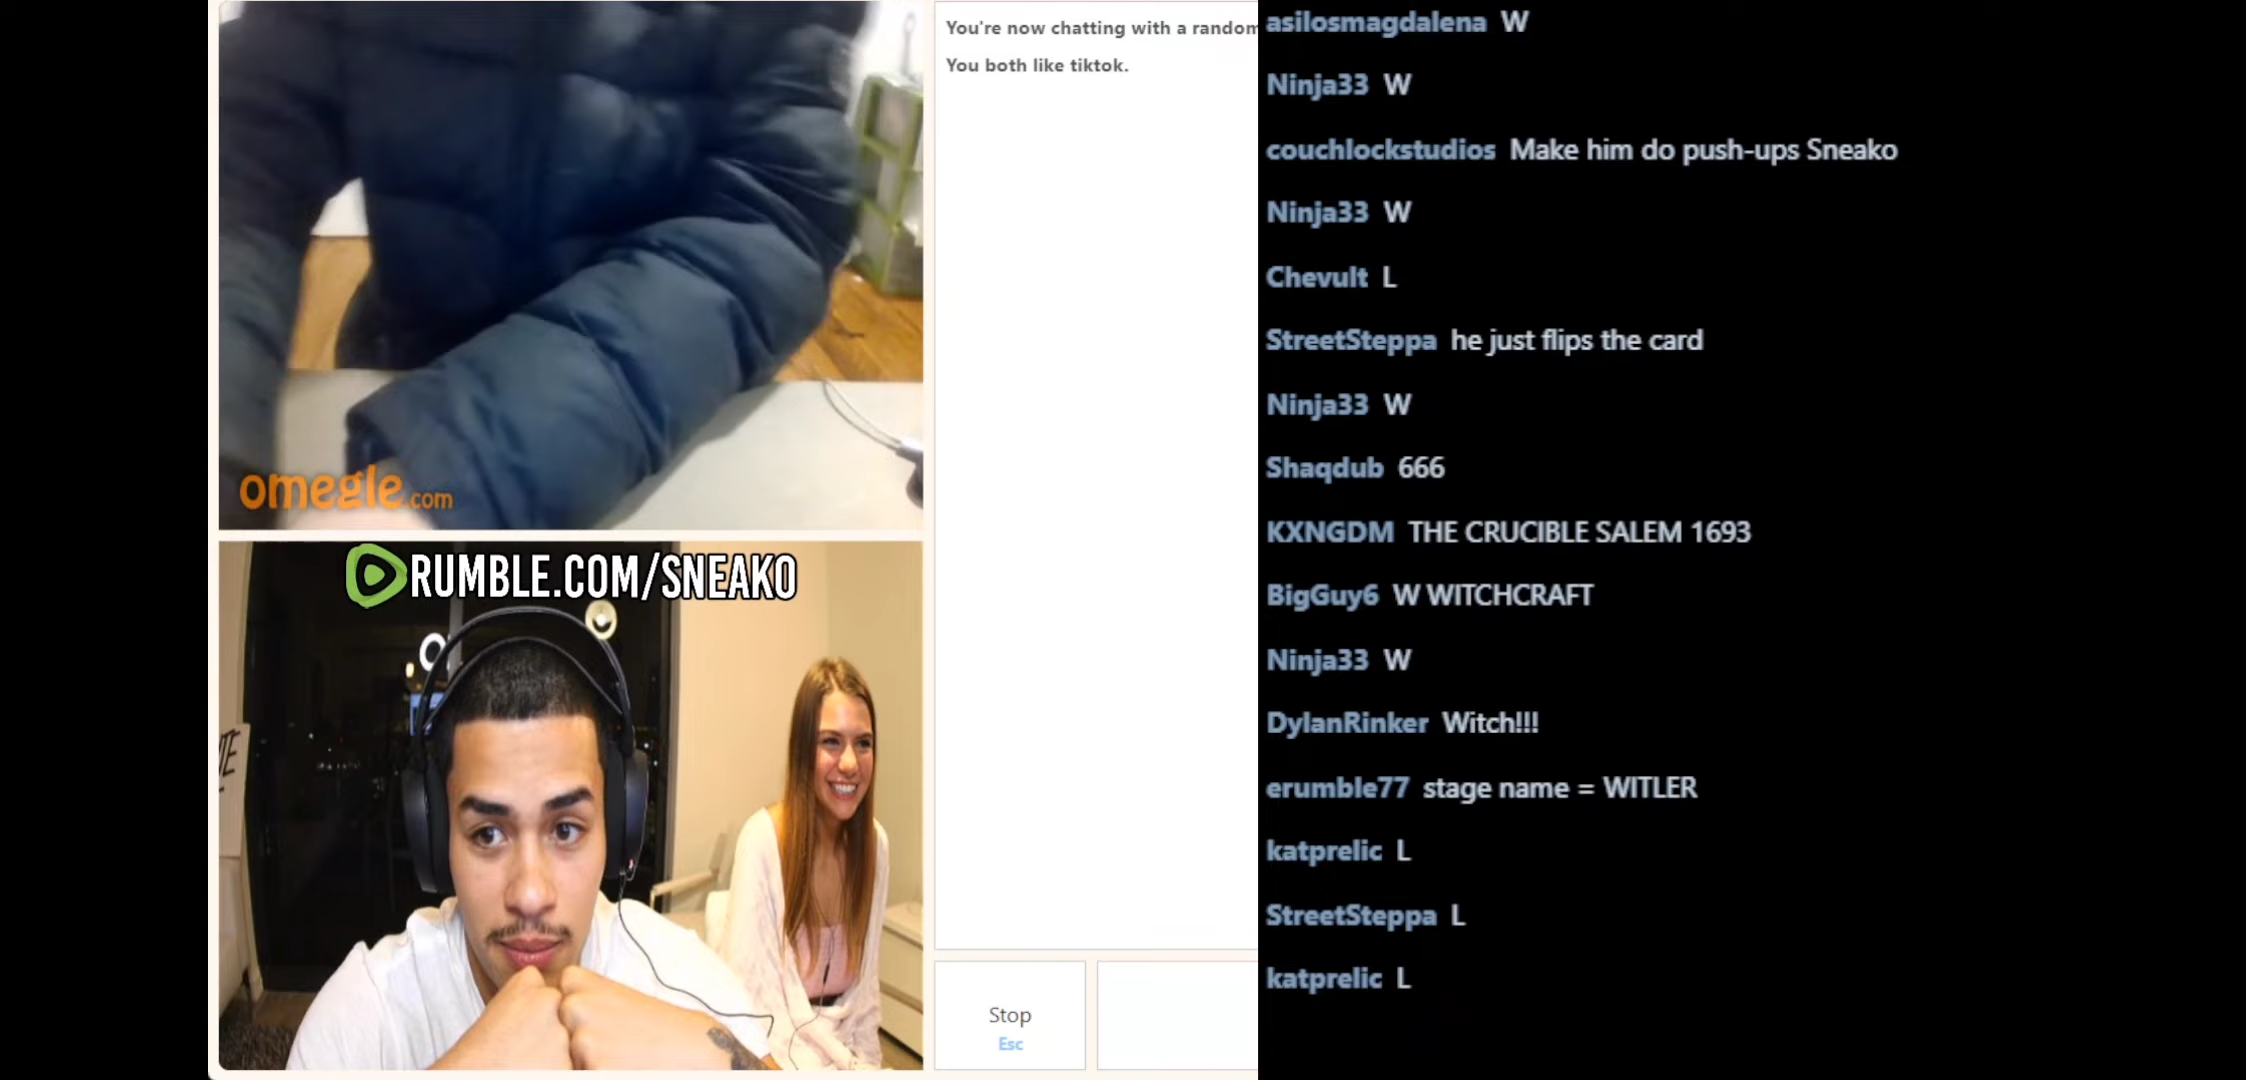 You're now chatting with a random
You both like tiktok.
omegle.com
RUMBLE.COM/SNEAKO
Stop
Esc
asilosmagdalena W
Ninja33 W
couchlockstudios Make him do push-ups Sneako
Ninja33 W
Chevult L
StreetSteppa he just flips the card
Ninja33 W
Shaqdub 666
KXNGDM THE CRUCIBLE SALEM 1693
BigGuy6 W WITCHCRAFT
Ninja33 W
DylanRinker Witch!!!
erumble77 stage name = WITLER
katprelic L
StreetSteppa L
katprelic L